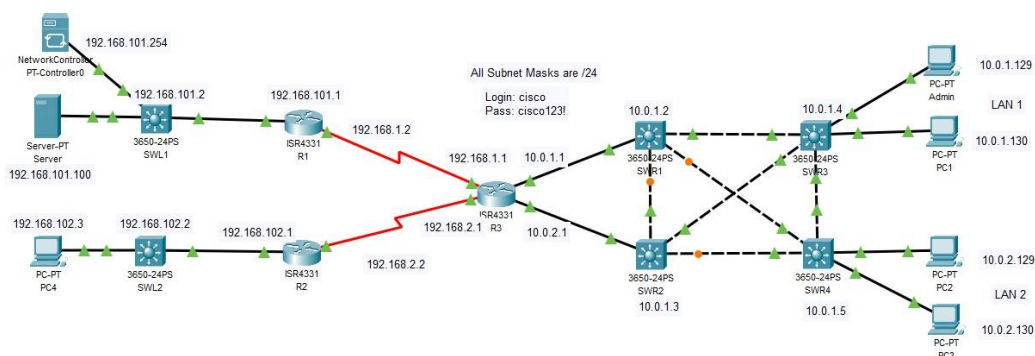 192.168.101.254
NetworkController
PT-Controller0
192.168.101.2
3650-24PS
SWL1
Server-PT
Server
192.168.101.100
192.168.101.1
ISR4331
R1
192.168.1.2
All Subnet Masks are /24
Login: cisco
Pass: cisco123!
192.168.1.1
10.0.1.1
ISR4331
R3
192.168.2.1
10.0.2.1
192.168.102.3
PC-PT
PC4
192.168.102.2
3650-24PS
SWL2
192.168.102.1
ISR4331
R2
192.168.2.2
10.0.1.2
3650-24PS
SWR1
10.0.1.4
3650-24PS
SWR3
3650-24PS
SWR2
10.0.1.3
3650-24PS
SWR4
10.0.1.5
PC-PT
Admin
10.0.1.129
LAN 1
PC-PT
PC1
10.0.1.130
PC-PT
PC2
10.0.2.129
LAN 2
PC-PT
PC3
10.0.2.130